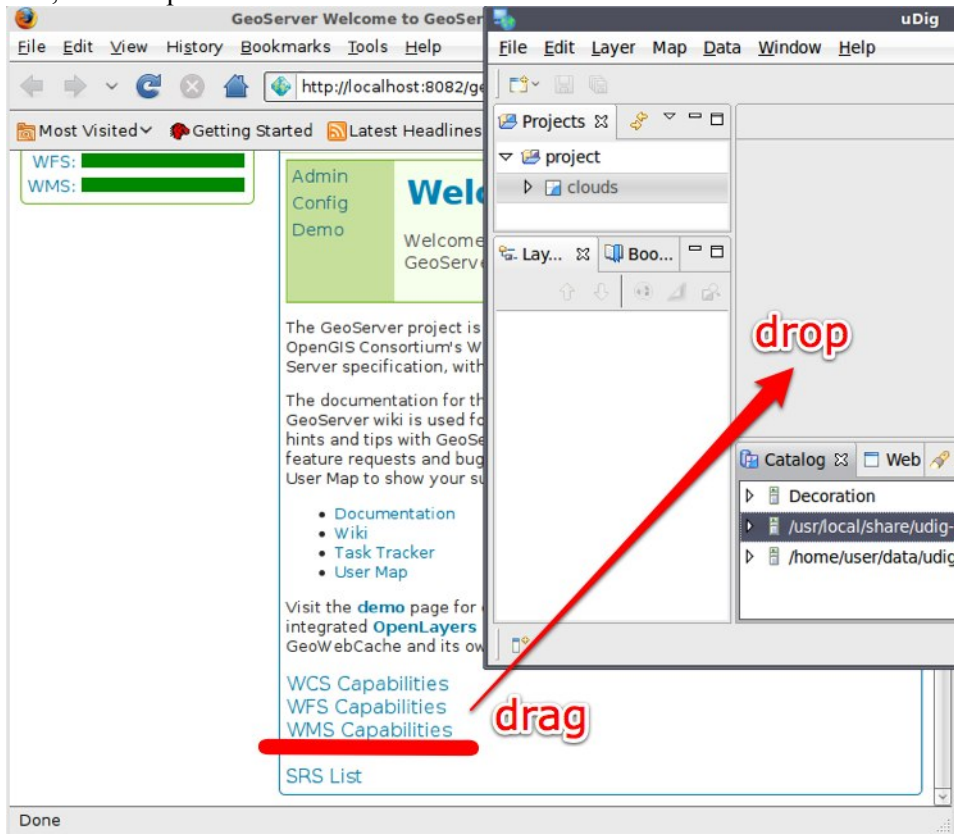 GeoServer Welcome to GeoSer
File Edit View History Bookmarks Tools Help
http://localhost:8082/ge
Most Visited Getting Started Latest Headlines
WFS:
WMS:
Admin
Config
Demo
Welc
Welcome
GeoServe
The GeoServer project is
OpenGIS Consortium's W
Server specification, with
The documentation for th
GeoServer wiki is used fo
hints and tips with GeoSe
feature requests and bug
User Map to show your su
• Documentation
• Wiki
• Task Tracker
• User Map
Visit the demo page for
integrated OpenLayers
GeoWebCache and its ow
WCS Capabilities
WFS Capabilities
WMS Capabilities
SRS List
Done
uDig
File Edit Layer Map Data Window Help
Projects
project
clouds
Lay... Boo...
Catalog Web
Decoration
/usr/local/share/udig-
/home/user/data/udig
drop
drag